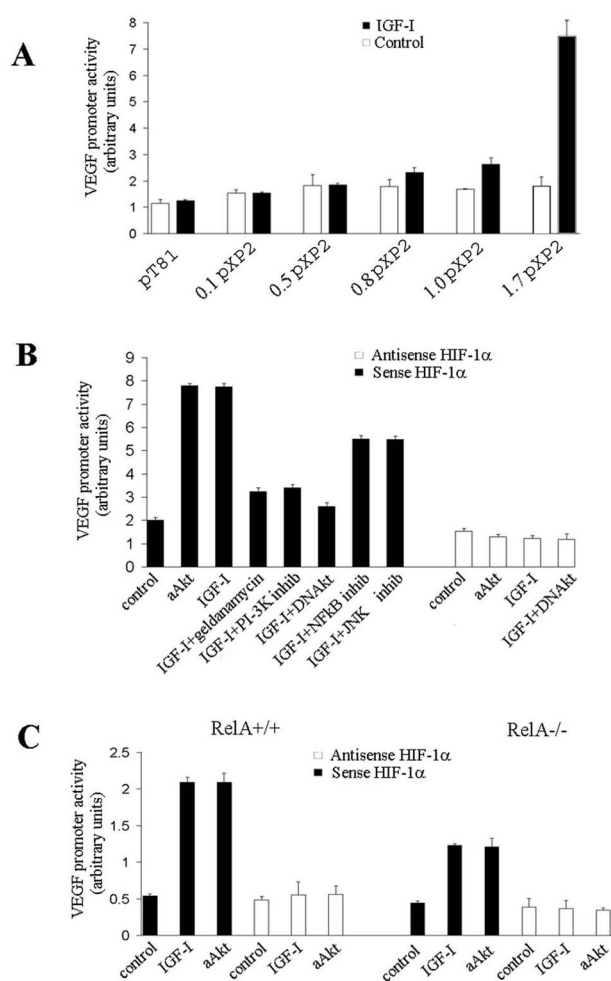 A
VEGF promoter activity
(arbitrary units)
8
7
6
5
4
3
2
1
0
IGF-I
Control
pT81
0.1 pXP2
0.5 pXP2
0.8 pXP2
1.0 pXP2
1.7 pXP2
B
VEGF promoter activity
(arbitrary units)
9
8
7
6
5
4
3
2
1
0
Antisense HIF-1α
Sense HIF-1α
control
aAkt
IGF-I
IGF-I+geldanamycin
IGF-I+PI-3K inhib
IGF-I+DNAkt
IGF-I+NFkB inhib
IGF-I+JNK inhib
control
aAkt
IGF-I
IGF-I+DNAkt
C
RelA+/+
RelA-/-
VEGF promoter activity
(arbitrary units)
2.5
2
1.5
1
0.5
0
Antisense HIF-1α
Sense HIF-1α
control
IGF-I
aAkt
control
IGF-I
aAkt
control
IGF-I
aAkt
control
IGF-I
aAkt